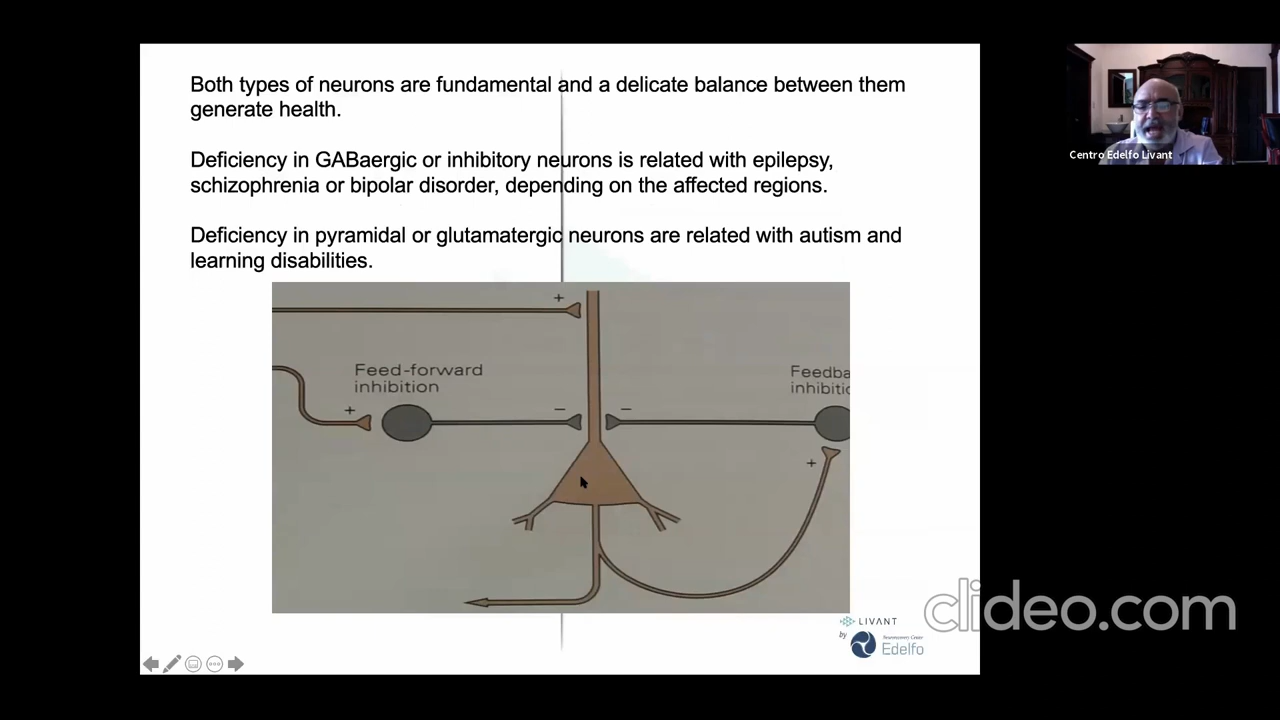 Both types of neurons are fundamental and a delicate balance between them
generate health.
Deficiency in GABaergic or inhibitory neurons is related with epilepsy,
schizophrenia or bipolar disorder, depending on the affected regions.
Deficiency in pyramidal or glutamatergic neurons are related with autism and
learning disabilities.
+
Feed-forward
inhibition
+
−
−
Feedba
inhibitic
+
LIVANT
by
Edelfo
Centro Edelfo Livant
clideo.com